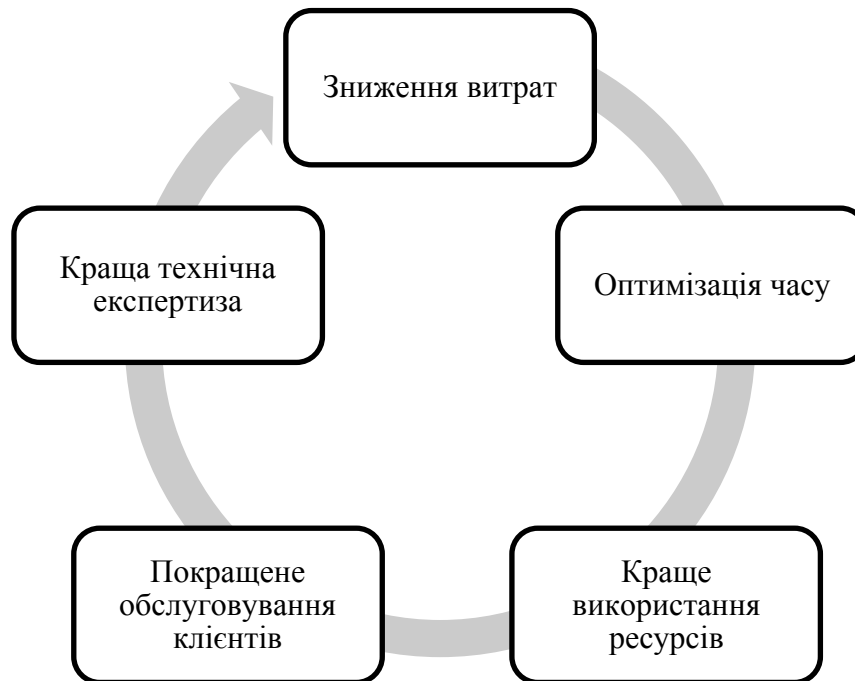 Зниження витрат
Оптимізація часу
Краще
використання
ресурсів
Покращене
обслуговування
клієнтів
Краща технічна
експертиза